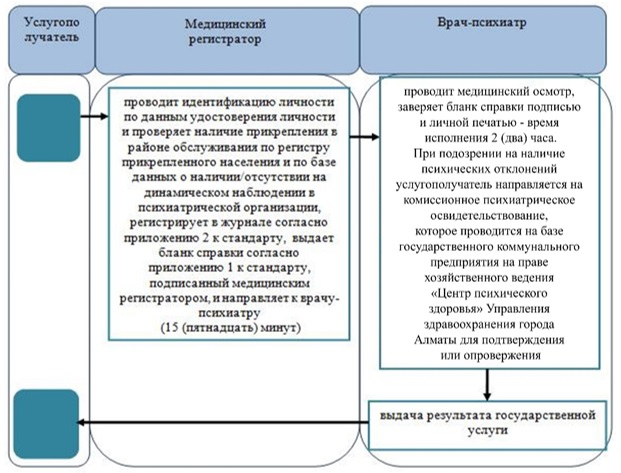 Услугопо
лучатель
Медицинский
регистратор
Врач-психиатр
проводит идентификацию личности
по данным удостоверения личности
и проверяет наличие прикрепления в
районе обслуживания по регистру
прикрепленного населения и по базе
данных о наличии/отсутствии на
динамическом наблюдении в
психиатрической организации,
регистрирует в журнале согласно
приложению 2 к стандарту, выдает
бланк справки согласно
приложению 1 к стандарту,
подписанный медицинским
регистратором, и направляет к врачу-
психиатру
(15 (пятнадцать) минут)
проводит медицинский осмотр,
заверяет бланк справки подписью
и личной печатью - время
исполнения 2 (два) часа.
При подозрении на наличие
психических отклонений
услугополучатель направляется на
комиссионное психиатрическое
освидетельствование,
которое проводится на базе
государственного коммунального
предприятия на праве
хозяйственного ведения
«Центр психического
здоровья» Управления
здравоохранения города
Алматы для подтверждения
или опровержения
выдача результата государственной
услуги